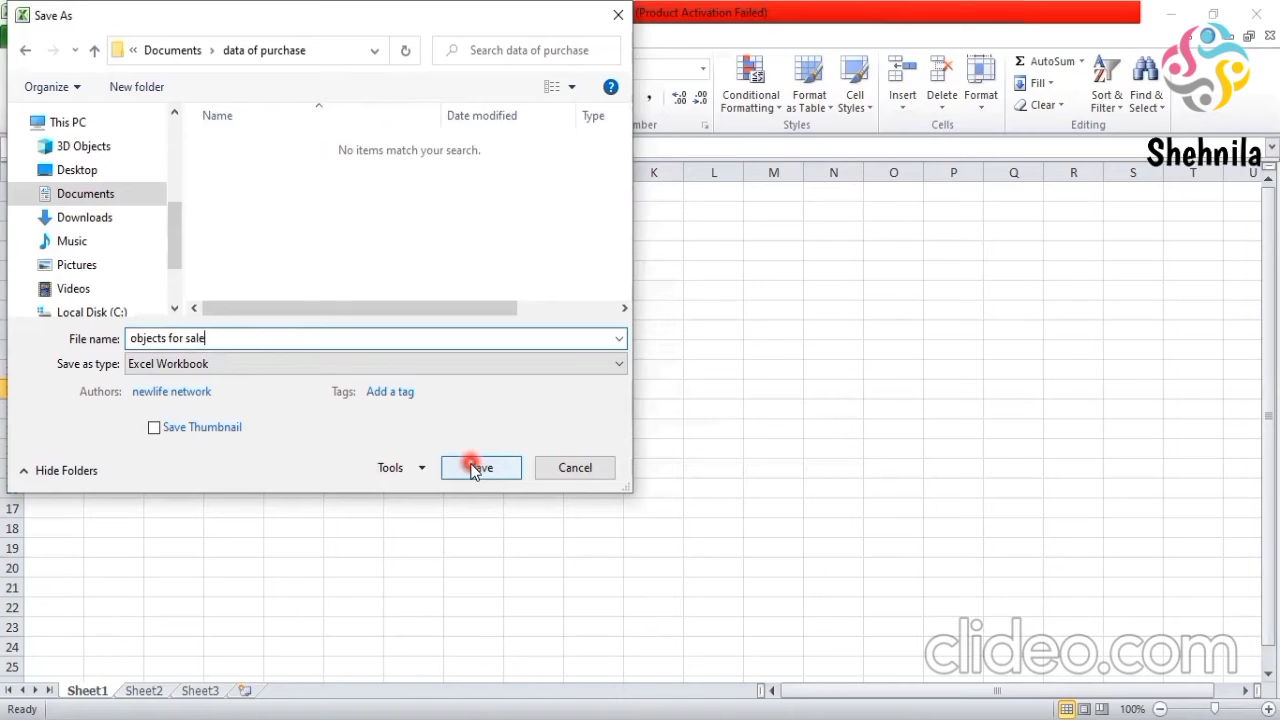 Save As
(Product Activation Failed)
Documents
data of purchase
Search data of purchase
Organize
New folder
This PC
3D Objects
Desktop
Documents
Downloads
Music
Pictures
Videos
Local Disk (C:)
Name
Date modified
Type
No items match your search.
File name:
objects for sale
Save as type:
Excel Workbook
Authors:
newlife network
Tags:
Add a tag
Save Thumbnail
Hide Folders
Tools
Save
Cancel
Conditional
Formatting
Format
as Table
Cell
Styles
Insert
Delete
Format
Σ AutoSum
Fill
Clear
Sort &
Filter
Find &
Select
mber
Styles
Cells
Editing
Shehnila
K L M N O P Q R S T U
17
18
19
20
21
22
23
24
25
clideo.com
Sheet1
Sheet2
Sheet3
Ready
100%